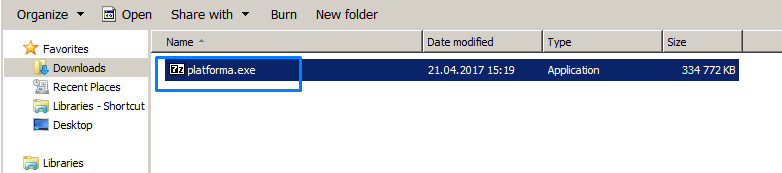 Organize Open Share with Burn New folder
Favorites
Downloads
Recent Places
Libraries - Shortcut
Desktop
Libraries
Name Date modified Type Size
7z platforma.exe 21.04.2017 15:19 Application 334 772 KB